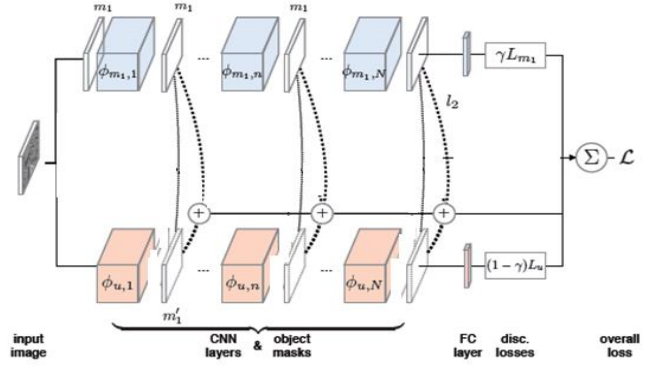 m₁ m₁ m₁
ϕₘ₁,₁ ... ϕₘ₁,ₙ ... ϕₘ₁,N γLₘ₁
l₂
Σ ℒ
+ + +
ϕᵤ,₁ ... ϕᵤ,ₙ ... ϕᵤ,N (1 − γ)Lᵤ
m′₁
input CNN object FC disc. overall
image layers & masks layer losses loss